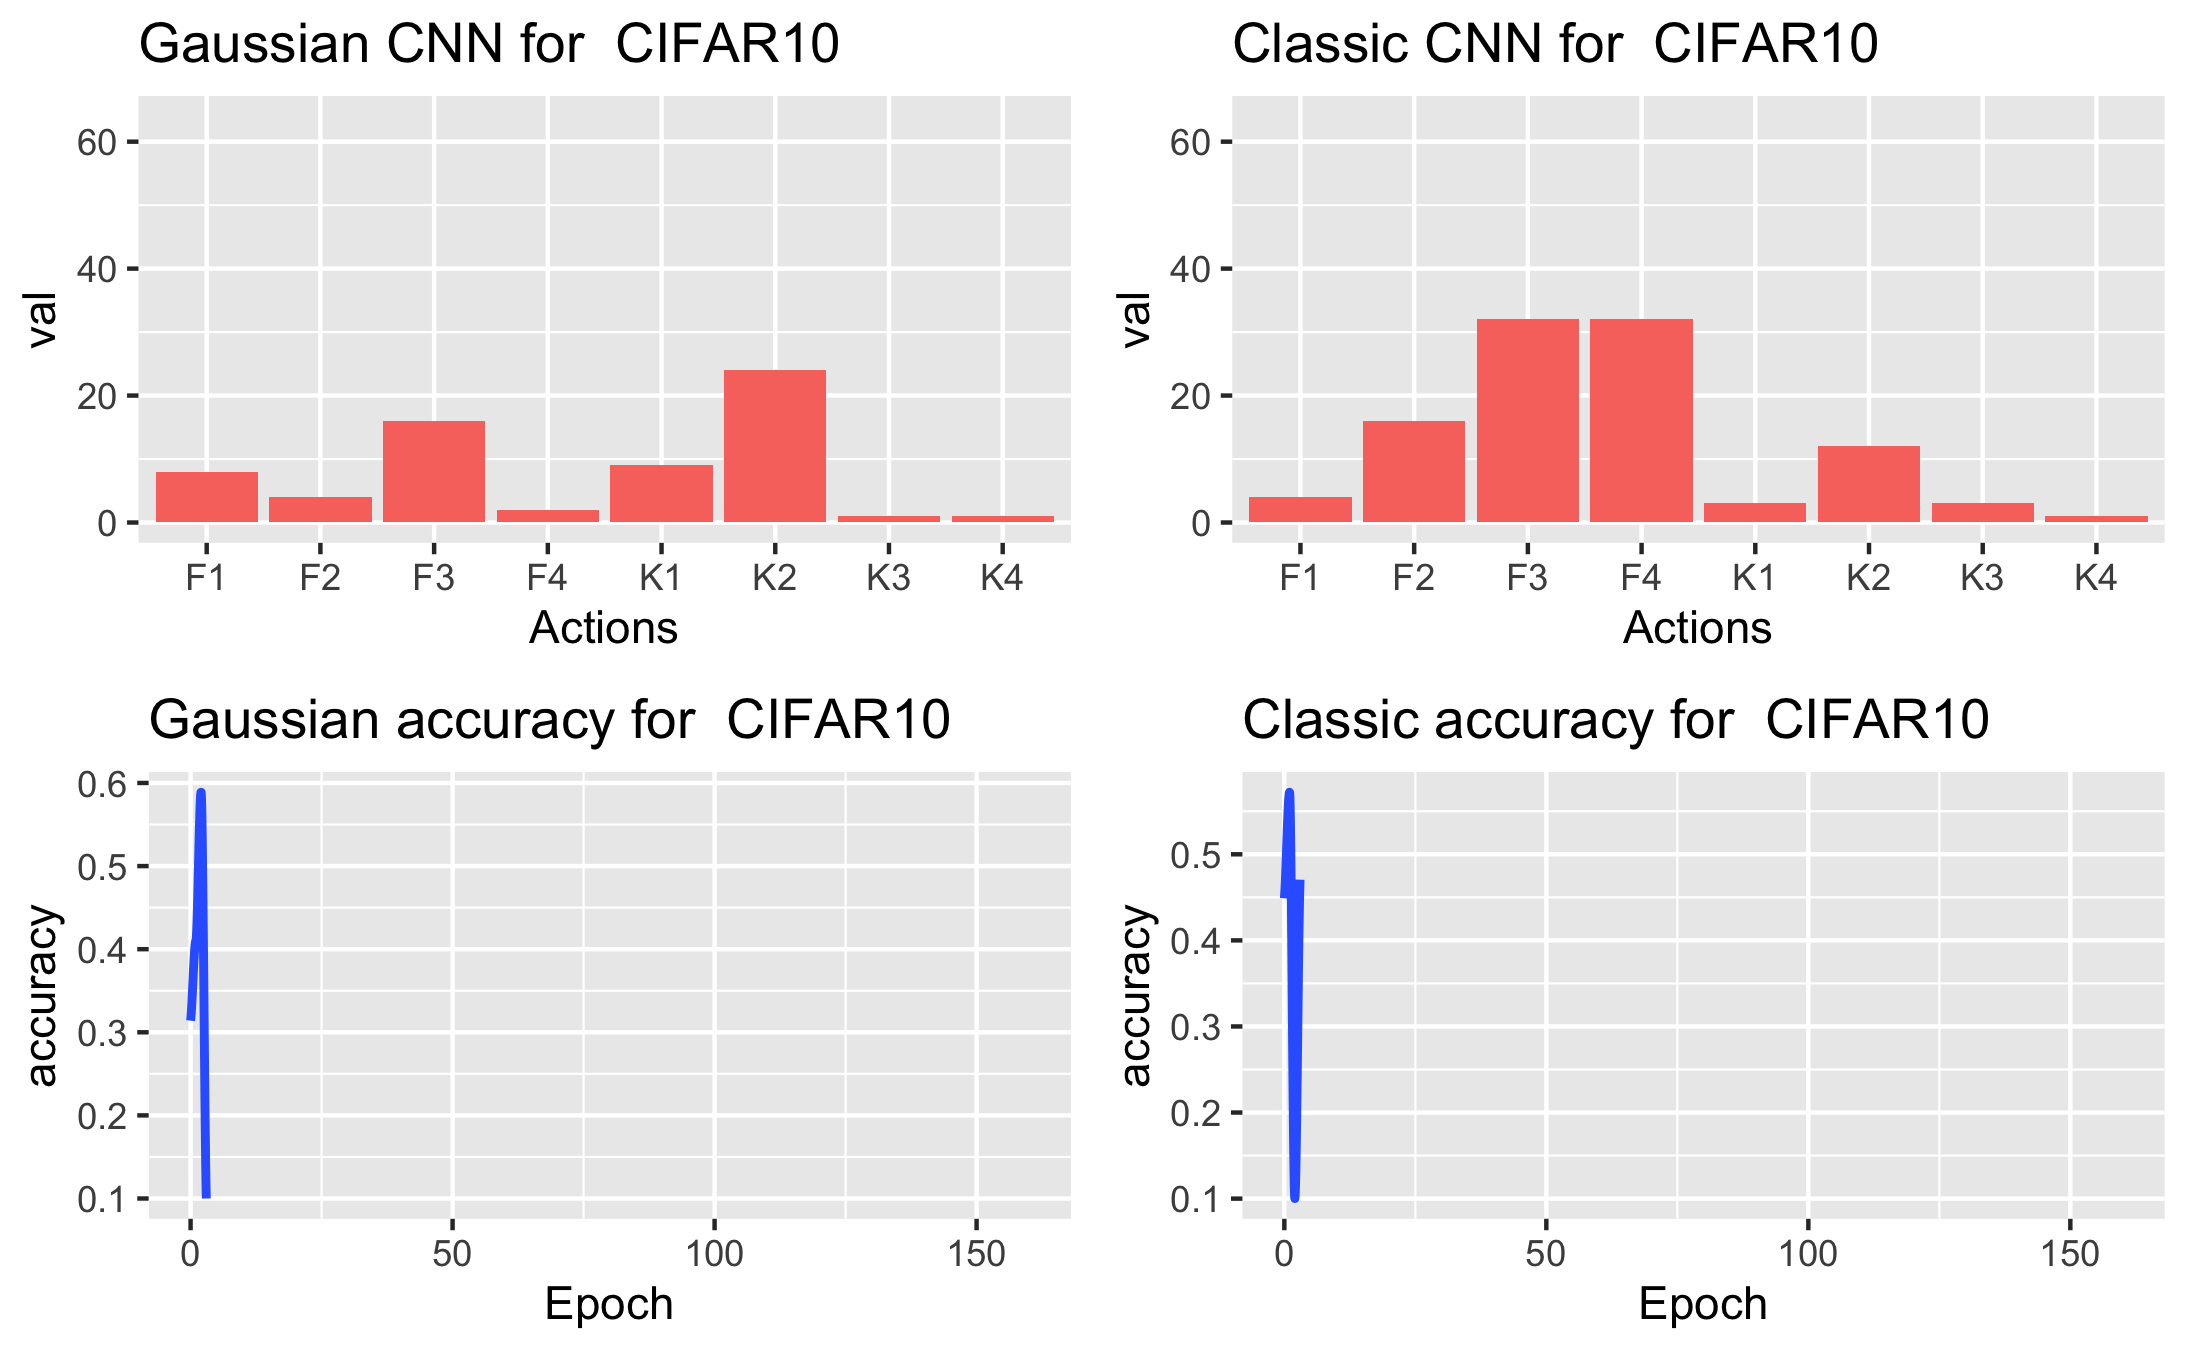 Gaussian CNN for  CIFAR10
val
60
40
20
0
F1 F2 F3 F4 K1 K2 K3 K4
Actions
Classic CNN for  CIFAR10
val
60
40
20
0
F1 F2 F3 F4 K1 K2 K3 K4
Actions
Gaussian accuracy for  CIFAR10
accuracy
0.6
0.5
0.4
0.3
0.2
0.1
0 50 100 150
Epoch
Classic accuracy for  CIFAR10
accuracy
0.5
0.4
0.3
0.2
0.1
0 50 100 150
Epoch